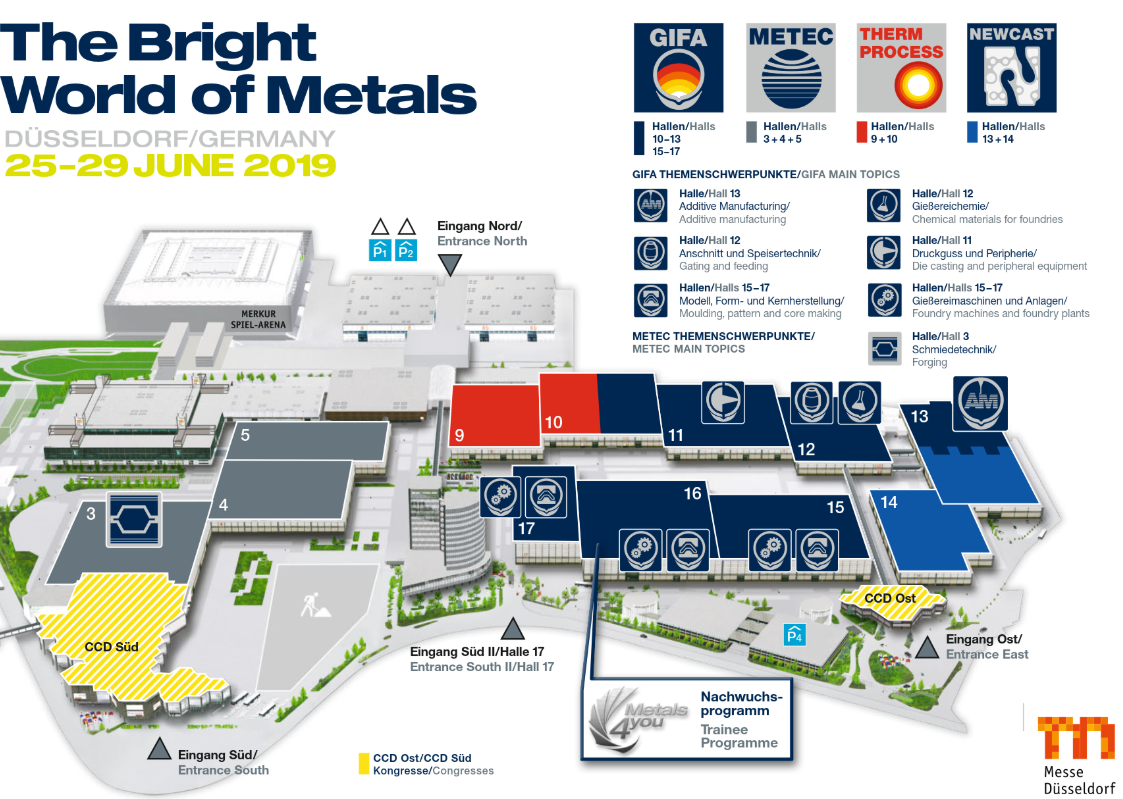 The Bright
World of Metals
DÜSSELDORF/GERMANY
25–29 JUNE 2019
GIFA
METEC
THERM
PROCESS
NEWCAST
Hallen/Halls
10–13
15–17
Hallen/Halls
3 + 4 + 5
Hallen/Halls
9 + 10
Hallen/Halls
13 + 14
GIFA THEMENSCHWERPUNKTE/GIFA MAIN TOPICS
AM
Halle/Hall 13
Additive Manufacturing/
Additive manufacturing
Halle/Hall 12
Gießereichemie/
Chemical materials for foundries
Halle/Hall 12
Anschnitt und Speisertechnik/
Gating and feeding
Halle/Hall 11
Druckguss und Peripherie/
Die casting and peripheral equipment
Hallen/Halls 15–17
Modell, Form- und Kernherstellung/
Moulding, pattern and core making
Hallen/Halls 15–17
Gießereimaschinen und Anlagen/
Foundry machines and foundry plants
METEC THEMENSCHWERPUNKTE/
METEC MAIN TOPICS
Halle/Hall 3
Schmiedetechnik/
Forging
P1
P2
Eingang Nord/
Entrance North
MERKUR
SPIEL-ARENA
5
4
3
9
10
11
12
13
AM
14
15
16
17
CCD Süd
CCD Ost
P4
Eingang Ost/
Entrance East
Eingang Süd II/Halle 17
Entrance South II/Hall 17
Metals
4you
Nachwuchs-
programm
Trainee
Programme
Eingang Süd/
Entrance South
CCD Ost/CCD Süd
Kongresse/Congresses
Messe
Düsseldorf